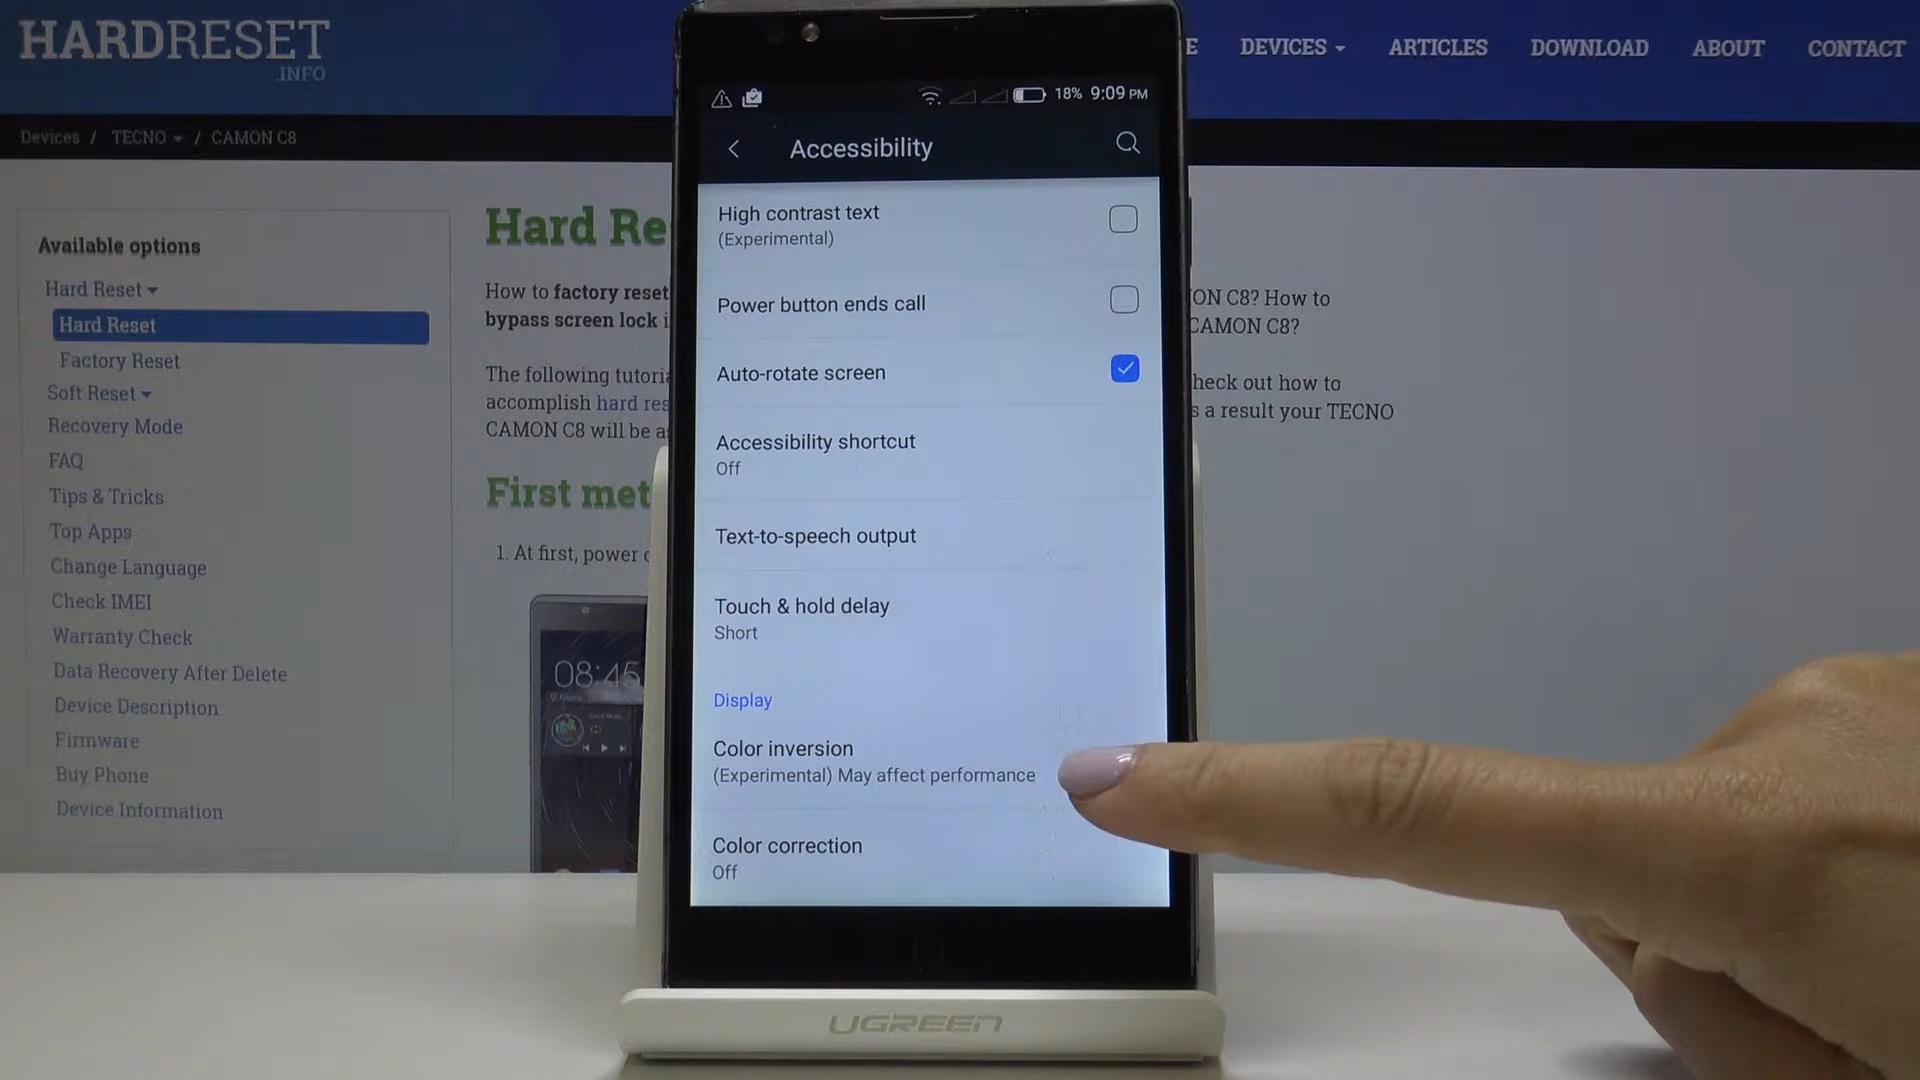 HARDRESET
.INFO
DEVICES
ARTICLES
DOWNLOAD
ABOUT
CONTACT
Devices / TECNO / CAMON C8
Available options
Hard Reset
Hard Reset
Factory Reset
Soft Reset
Recovery Mode
FAQ
Tips & Tricks
Top Apps
Change Language
Check IMEI
Warranty Check
Data Recovery After Delete
Device Description
Firmware
Buy Phone
Device Information
Hard Re
How to factory reset
bypass screen lock
The following
accomplish hard res
CAMON C8 will be
First met
1. At first, power
08:45
18% 9:09 PM
Accessibility
High contrast text
(Experimental)
Power button ends call
Auto-rotate screen
Accessibility shortcut
Off
Text-to-speech output
Touch & hold delay
Short
Display
Color inversion
(Experimental) May affect performance
Color correction
Off
ON C8? How to
CAMON C8?
heck out how to
s a result your TECNO
UGREEN